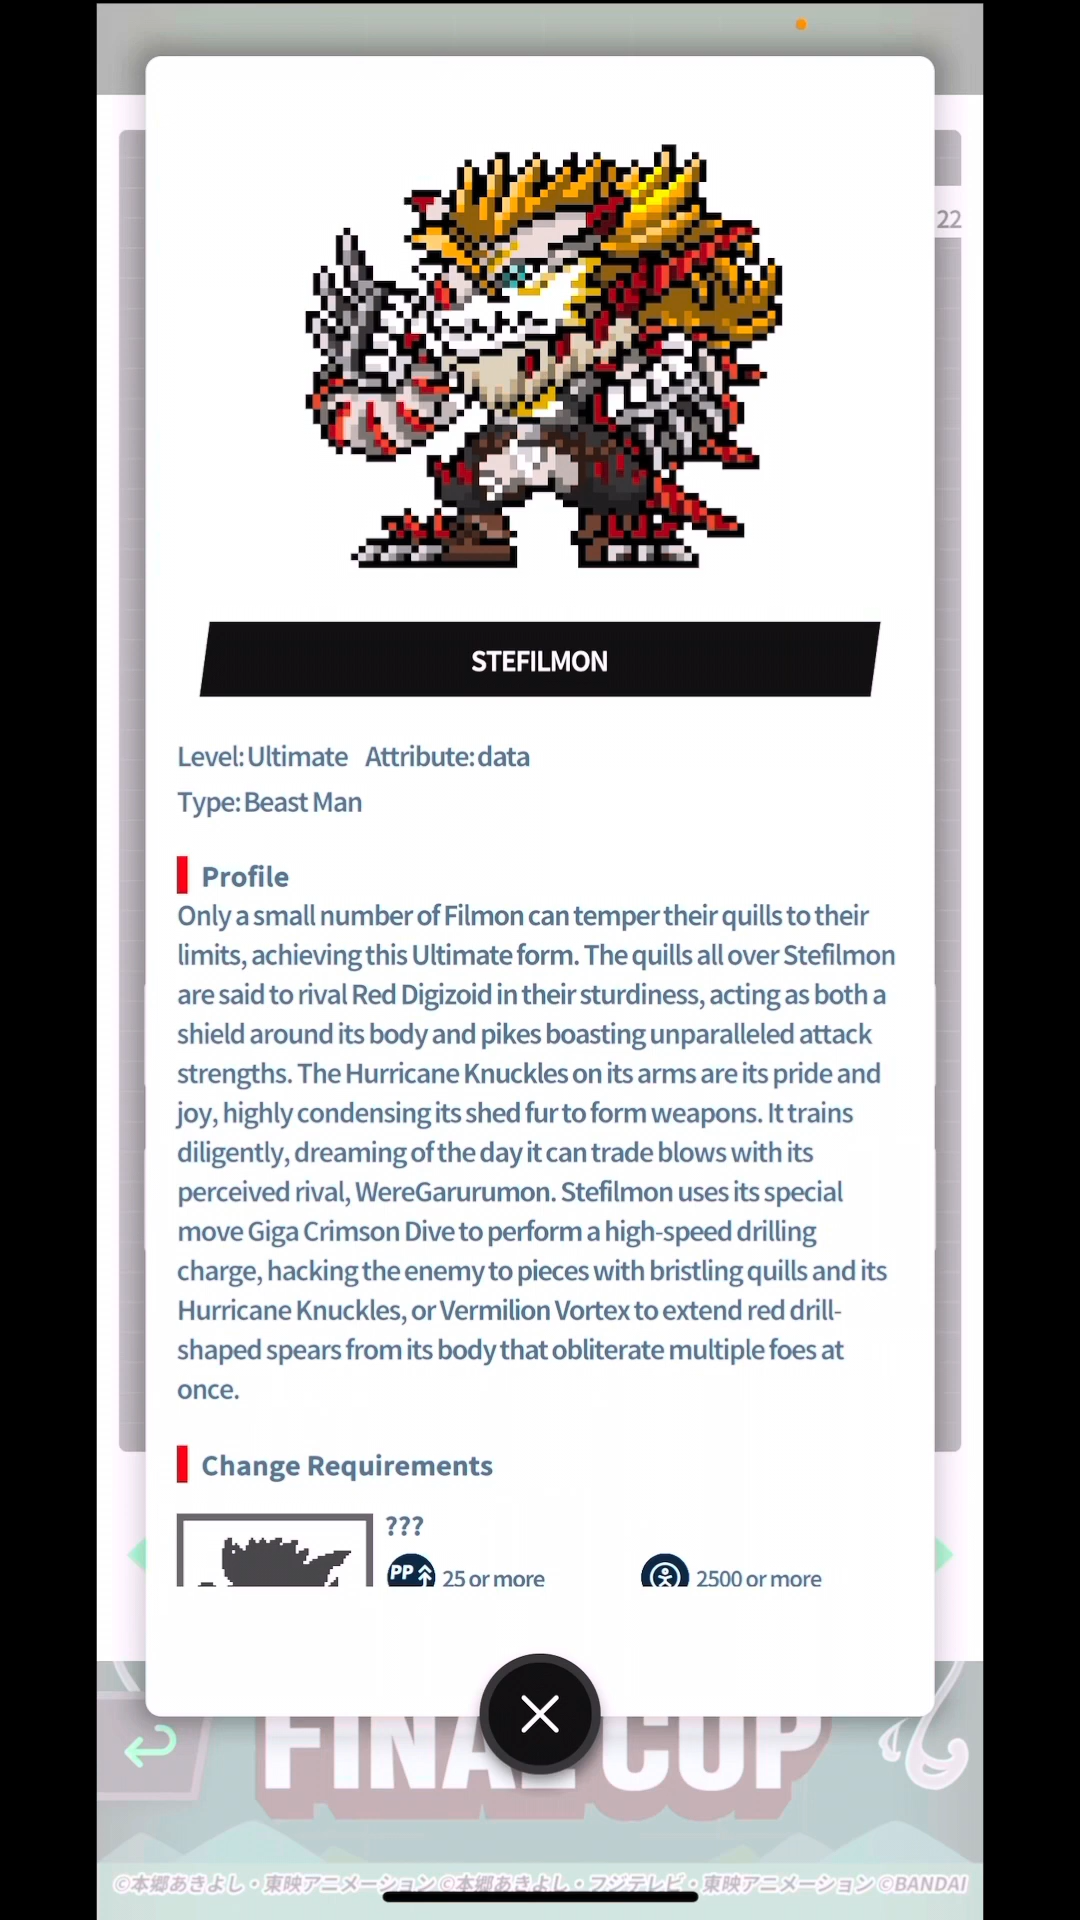 22
STEFILMON
Level:Ultimate Attribute:data
Type:Beast Man
Profile
Only a small number of Filmon can temper their quills to their
limits, achieving this Ultimate form. The quills all over Stefilmon
are said to rival Red Digizoid in their sturdiness, acting as both a
shield around its body and pikes boasting unparalleled attack
strengths. The Hurricane Knuckles on its arms are its pride and
joy, highly condensing its shed fur to form weapons. It trains
diligently, dreaming of the day it can trade blows with its
perceived rival, WereGarurumon. Stefilmon uses its special
move Giga Crimson Dive to perform a high-speed drilling
charge, hacking the enemy to pieces with bristling quills and its
Hurricane Knuckles, or Vermilion Vortex to extend red drill-
shaped spears from its body that obliterate multiple foes at
once.
Change Requirements
???
PP 25 or more 2500 or more
FINAL CUP
©本郷あきよし・東映アニメーション ©本郷あきよし・フジテレビ・東映アニメーション ©BANDAI